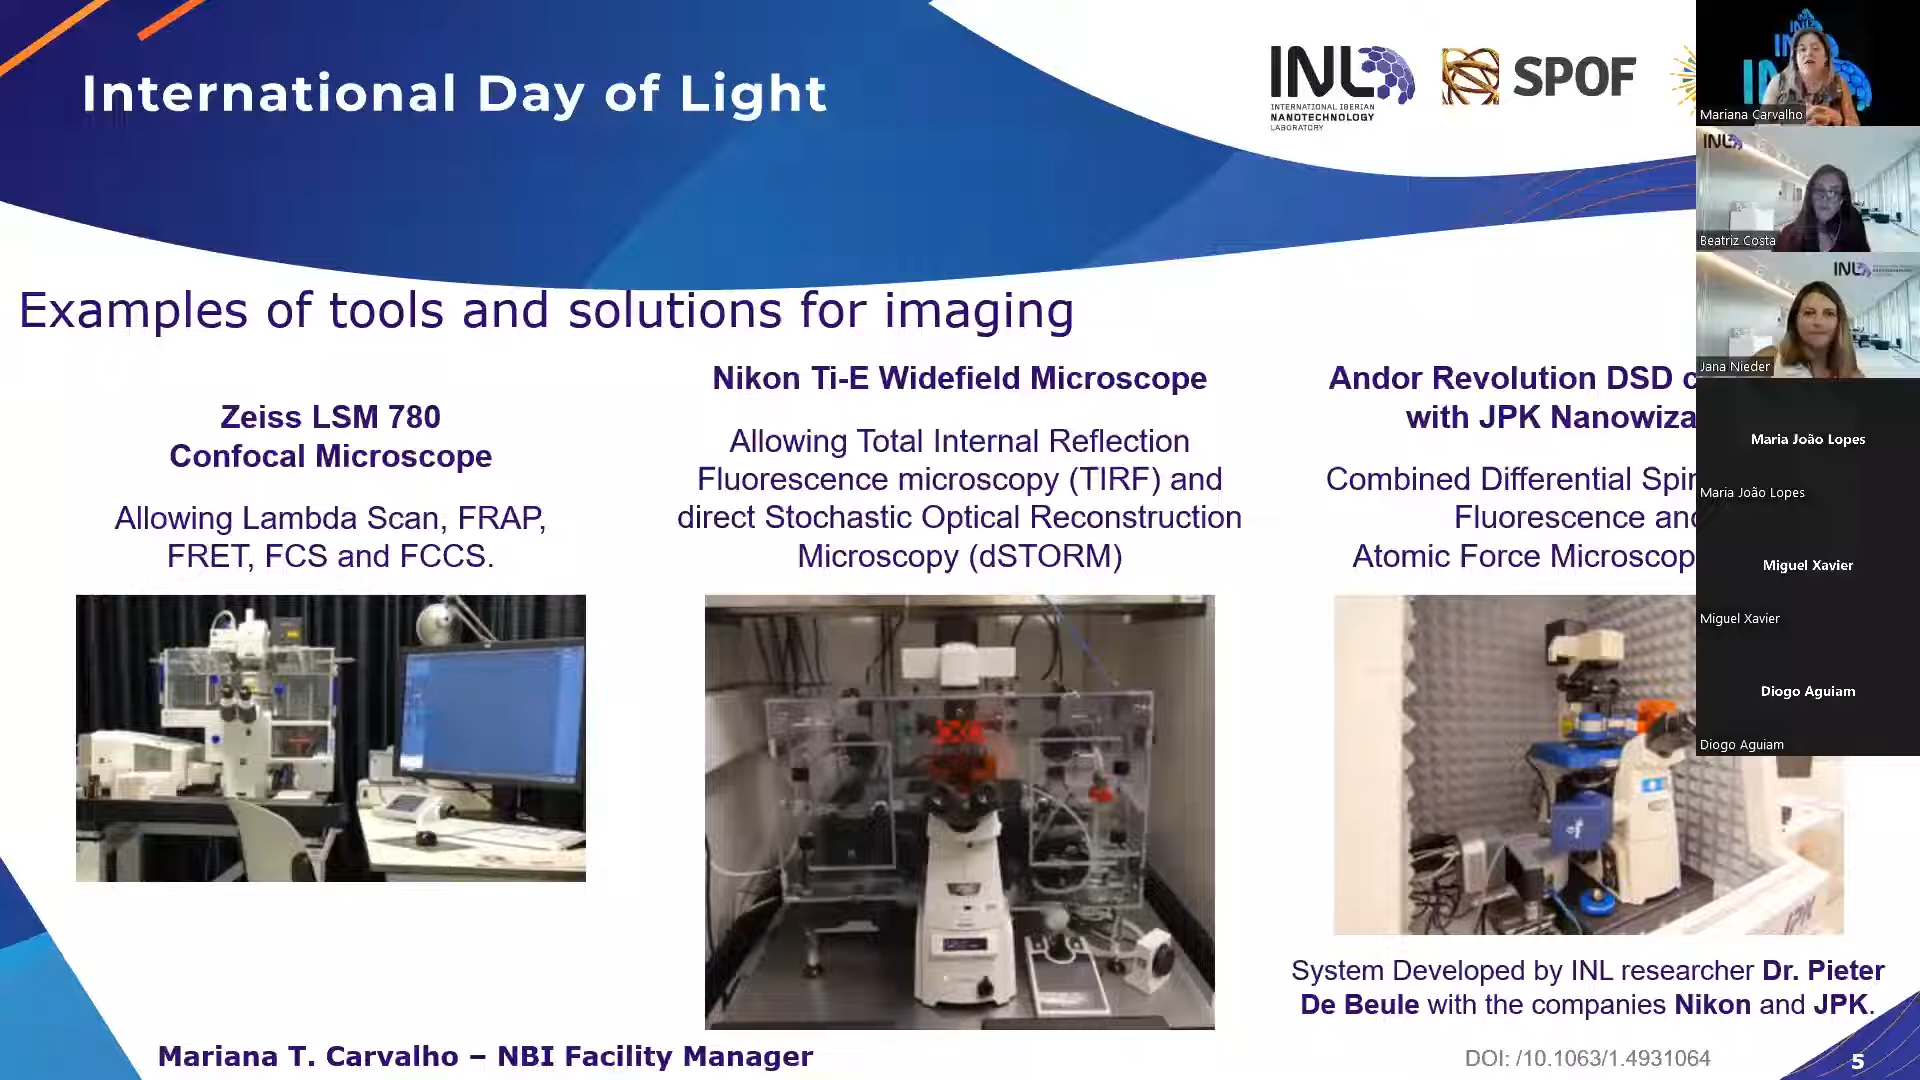 International Day of Light
INL
INTERNATIONAL IBERIAN
NANOTECHNOLOGY
LABORATORY
SPOF
Examples of tools and solutions for imaging
Zeiss LSM 780
Confocal Microscope
Allowing Lambda Scan, FRAP,
FRET, FCS and FCCS.
Nikon Ti-E Widefield Microscope
Allowing Total Internal Reflection
Fluorescence microscopy (TIRF) and
direct Stochastic Optical Reconstruction
Microscopy (dSTORM)
Andor Revolution DSD
with JPK Nanowiza
Combined Differential Spin
Fluorescence and
Atomic Force Microscop
System Developed by INL researcher Dr. Pieter
De Beule with the companies Nikon and JPK.
Mariana T. Carvalho – NBI Facility Manager
DOI: /10.1063/1.4931064
5
Mariana Carvalho
INL
Beatriz Costa
INL
Jana Nieder
Maria João Lopes
Maria João Lopes
Miguel Xavier
Miguel Xavier
Diogo Aguiam
Diogo Aguiam